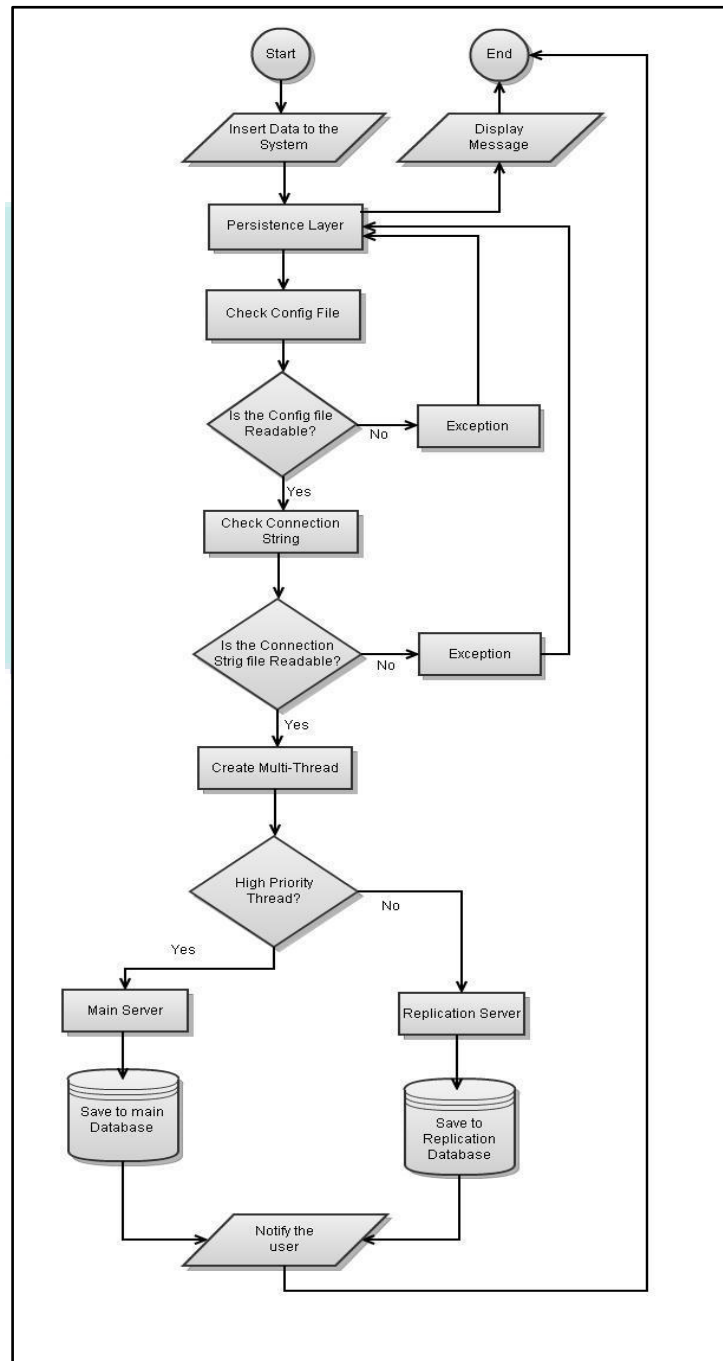 Start
End
Insert Data to the
System
Display
Message
Persistence Layer
Check Config File
Is the Config file
Readable?
No
Exception
Yes
Check Connection
String
Is the Connection
Strig file Readable?
No
Exception
Yes
Create Multi-Thread
High Priority
Thread?
No
Yes
Main Server
Replication Server
Save to main
Database
Save to
Replication
Database
Notify the
user